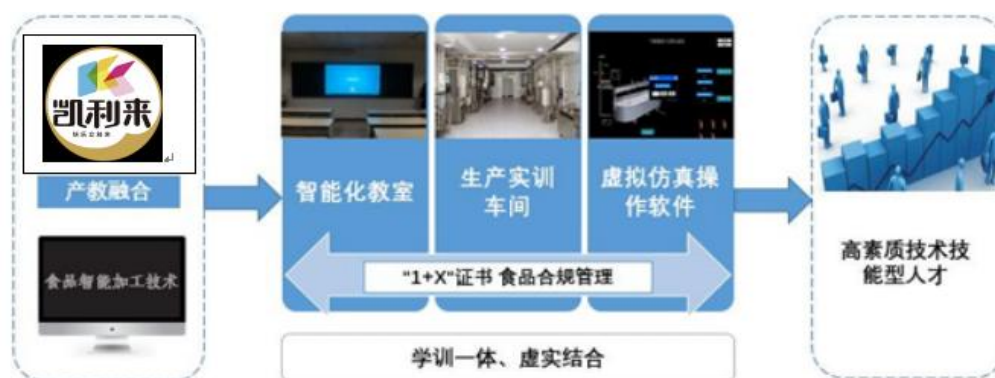 凯利来
产教融合
食品智能加工技术
智能化教室
生产实训
车间
虚拟仿真操
作软件
"1+X"证书 食品合规管理
学训一体、虚实结合
高素质技术技
能型人才